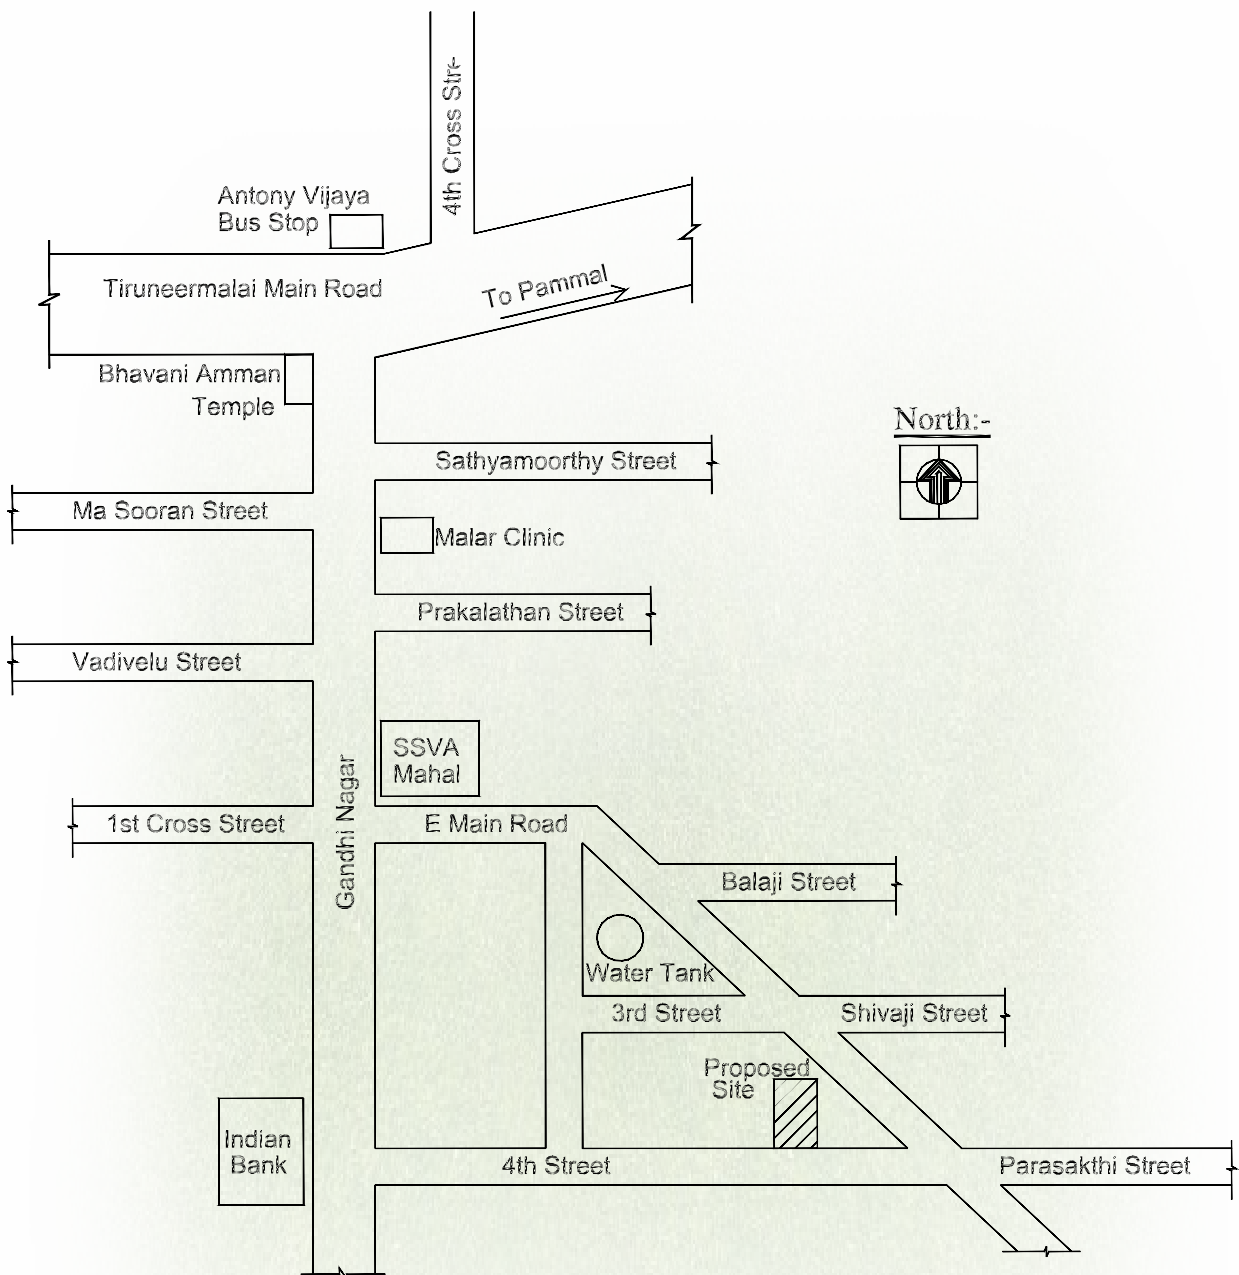 4th Cross Stre
Antony Vijaya
Bus Stop
Tiruneermalai Main Road
To Pammal
Bhavani Amman
Temple
North:-
Sathyamoorthy Street
Ma Sooran Street
Malar Clinic
Prakalathan Street
Vadivelu Street
SSVA
Mahal
Gandhi Nagar
1st Cross Street
E Main Road
Balaji Street
Water Tank
3rd Street
Shivaji Street
Proposed
Site
Indian
Bank
4th Street
Parasakthi Street